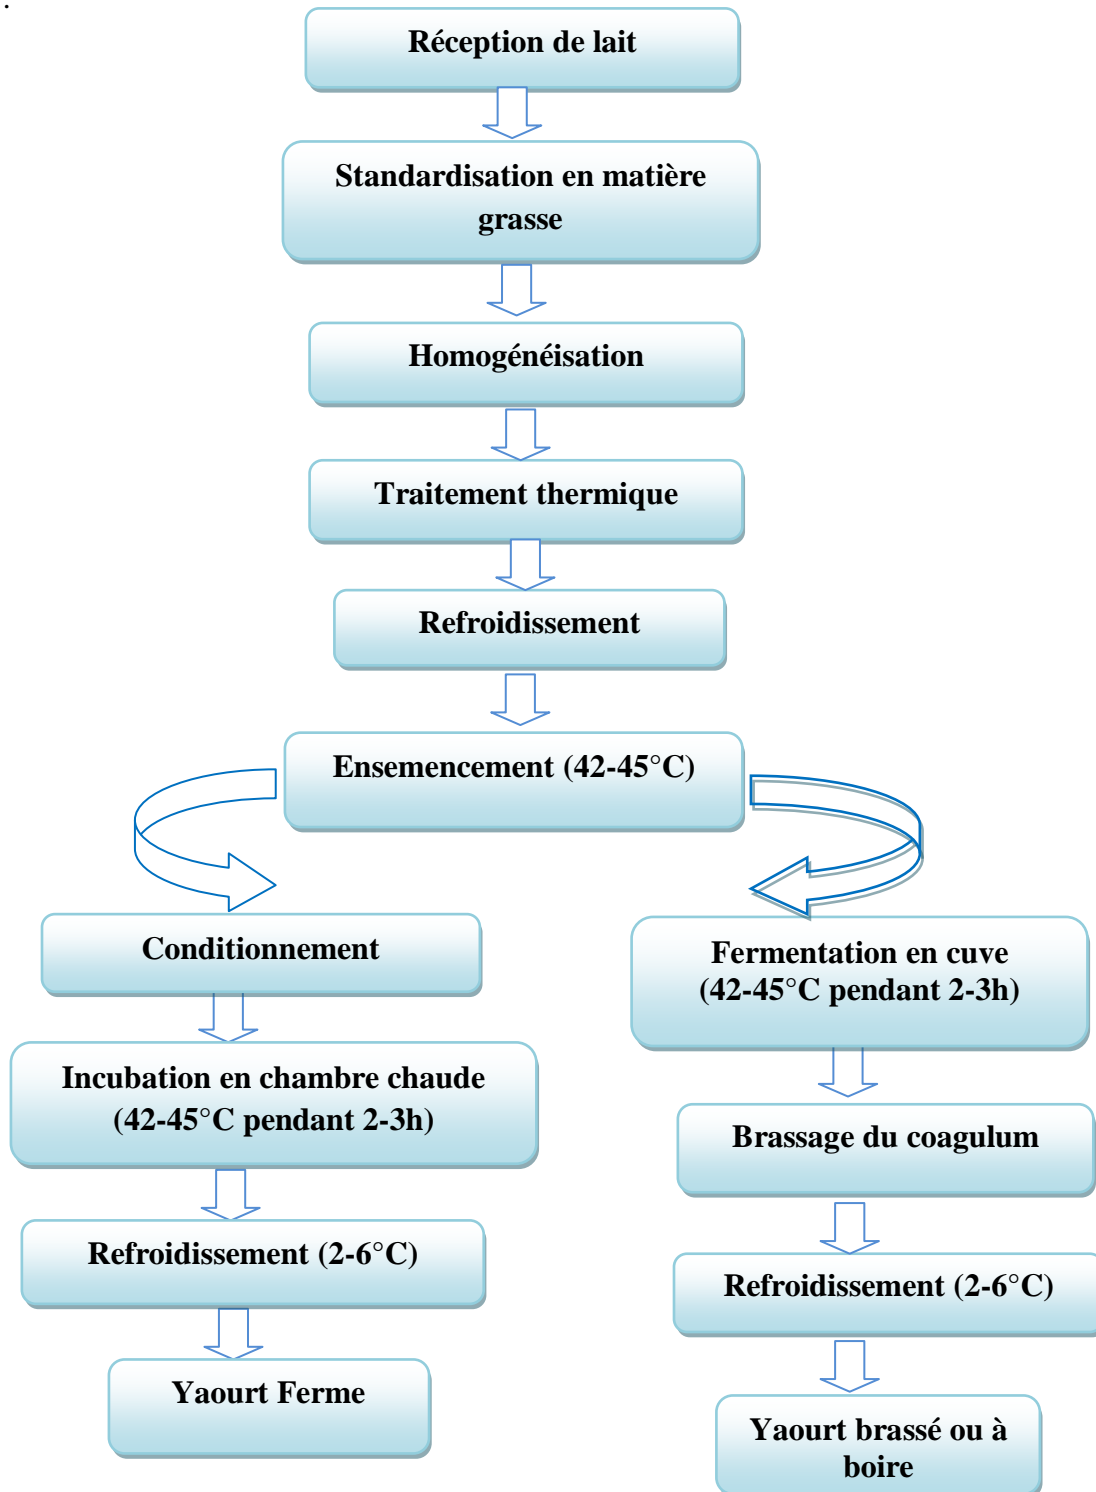 .
Réception de lait
Standardisation en matière
grasse
Homogénéisation
Traitement thermique
Refroidissement
Ensemencement (42-45°C)
Conditionnement
Incubation en chambre chaude
(42-45°C pendant 2-3h)
Refroidissement (2-6°C)
Yaourt Ferme
Fermentation en cuve
(42-45°C pendant 2-3h)
Brassage du coagulum
Refroidissement (2-6°C)
Yaourt brassé ou à
boire